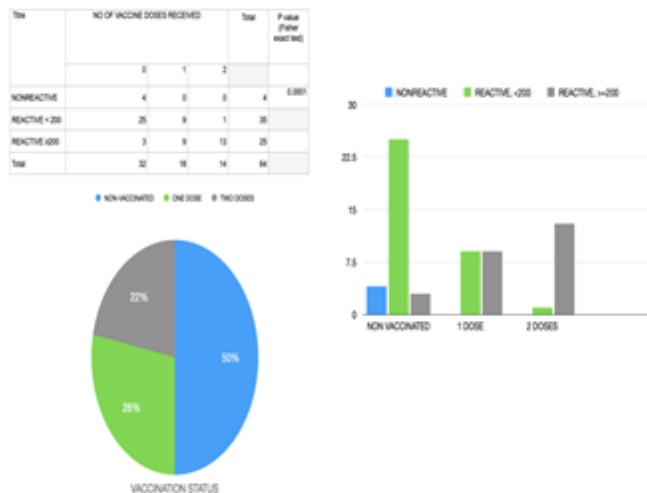 Titre NO OF VACCINE DOSES RECEIVED Total P value (Fisher exact test)
0 1 2
NONREACTIVE 4 0 0 4 0.0001
REACTIVE < 200 25 9 1 35
REACTIVE ≥200 3 9 13 25
Total 32 18 14 64
NON-VACCINATED ONE DOSE TWO DOSES
22%
50%
28%
VACCINATION STATUS
NONREACTIVE REACTIVE, <200 REACTIVE, >=200
30
22.5
15
7.5
0
NON VACCINATED 1 DOSE 2 DOSES